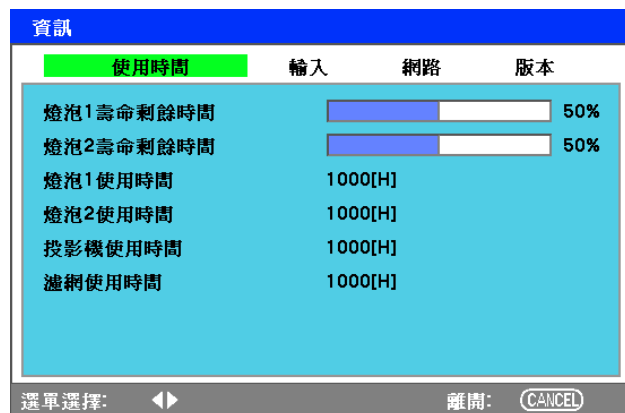 資訊
使用時間 輸入 網路 版本
燈泡1壽命剩餘時間 50%
燈泡2壽命剩餘時間 50%
燈泡1使用時間 1000[H]
燈泡2使用時間 1000[H]
投影機使用時間 1000[H]
濾網使用時間 1000[H]
選單選擇: 離開: CANCEL